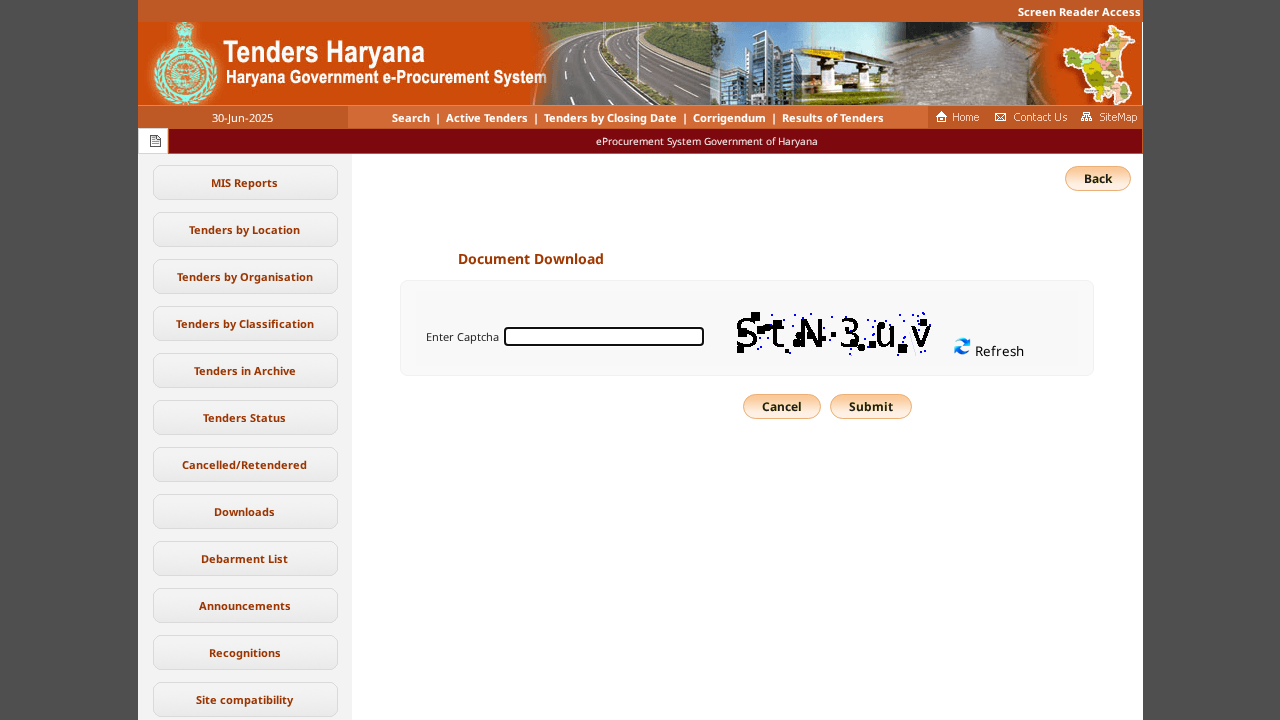 Screen Reader Access
Tenders Haryana
Haryana Government e-Procurement System
30-Jun-2025
Search | Active Tenders | Tenders by Closing Date | Corrigendum | Results of Tenders
Home
Contact Us
SiteMap
eProcurement System Government of Haryana
MIS Reports
Tenders by Location
Tenders by Organisation
Tenders by Classification
Tenders in Archive
Tenders Status
Cancelled/Retendered
Downloads
Debarment List
Announcements
Recognitions
Site compatibility
Back
Document Download
Enter Captcha
Refresh
Cancel
Submit